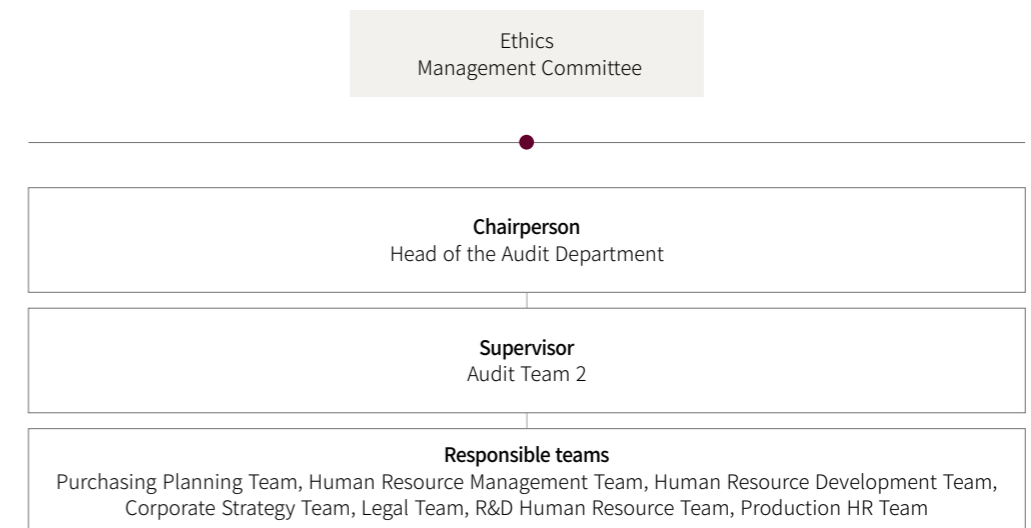 Ethics
Management Committee
Chairperson
Head of the Audit Department
Supervisor
Audit Team 2
Responsible teams
Purchasing Planning Team, Human Resource Management Team, Human Resource Development Team,
Corporate Strategy Team, Legal Team, R&D Human Resource Team, Production HR Team